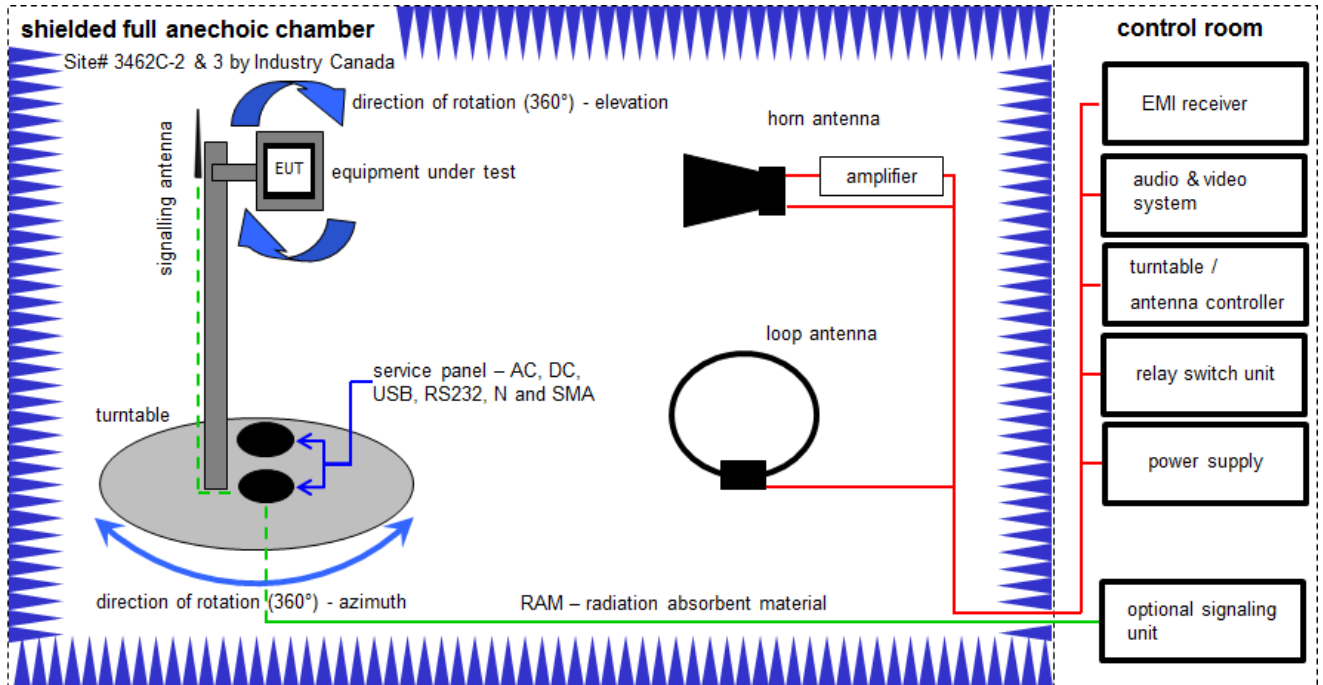 shielded full anechoic chamber
Site# 3462C-2 & 3 by Industry Canada
direction of rotation (360°) - elevation
signalling antenna
EUT
equipment under test
horn antenna
amplifier
loop antenna
service panel – AC, DC,
USB, RS232, N and SMA
turntable
direction of rotation (360°) - azimuth
RAM – radiation absorbent material
control room
EMI receiver
audio & video
system
turntable /
antenna controller
relay switch unit
power supply
optional signaling
unit